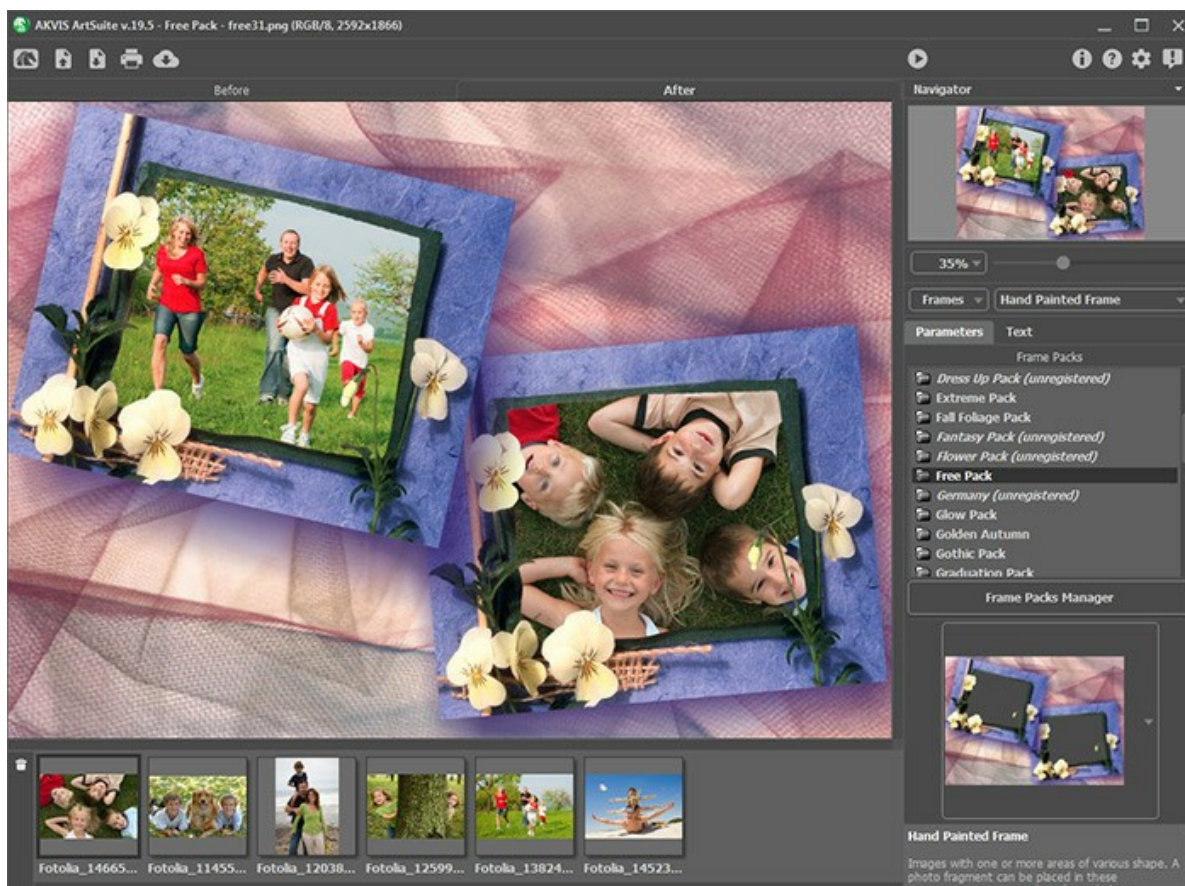 AKVIS ArtSuite v.19.5 - Free Pack - free31.png (RGB/8, 2592x1866)
Before
After
Navigator
35%
Frames
Hand Painted Frame
Parameters
Text
Frame Packs
Dress Up Pack (unregistered)
Extreme Pack
Fall Foliage Pack
Fantasy Pack (unregistered)
Flower Pack (unregistered)
Free Pack
Germany (unregistered)
Glow Pack
Golden Autumn
Gothic Pack
Graduation Pack
Frame Packs Manager
Fotolia_14665...
Fotolia_11455...
Fotolia_12038...
Fotolia_12599...
Fotolia_13824...
Fotolia_14523...
Hand Painted Frame
Images with one or more areas of various shape. A
photo fragment can be placed in these